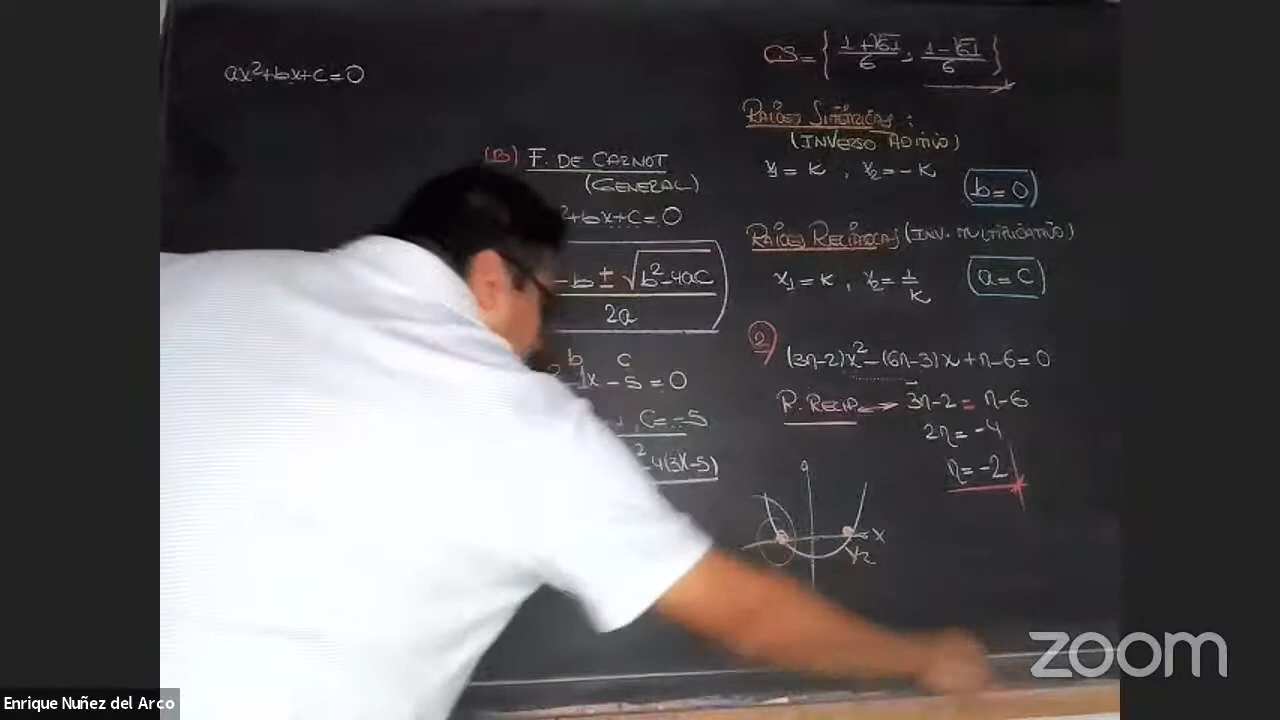 ax²+bx+c=0
(B) F. DE CARNOT
(GENERAL)
²+bx+c=0
-b ± √b²-4ac
2a
b c
-1x-5=0
, C=-5
²-4(3)(-5)
CS = { 1+√61/6 ; 1-√61/6 }
RAÍCES SIMÉTRICAS :
(INVERSO ADITIVO)
x₁ = K , x₂ = -K
b=0
RAÍCES RECÍPROCAS (INV. MULTIPLICATIVO)
x₁ = K , x₂ = 1/K
a=c
2) (3n-2)x²-(6n-3)x+n-6=0
R. RECIP. → 3n-2 = n-6
2n = -4
n = -2
x
zoom
Enrique Nuñez del Arco